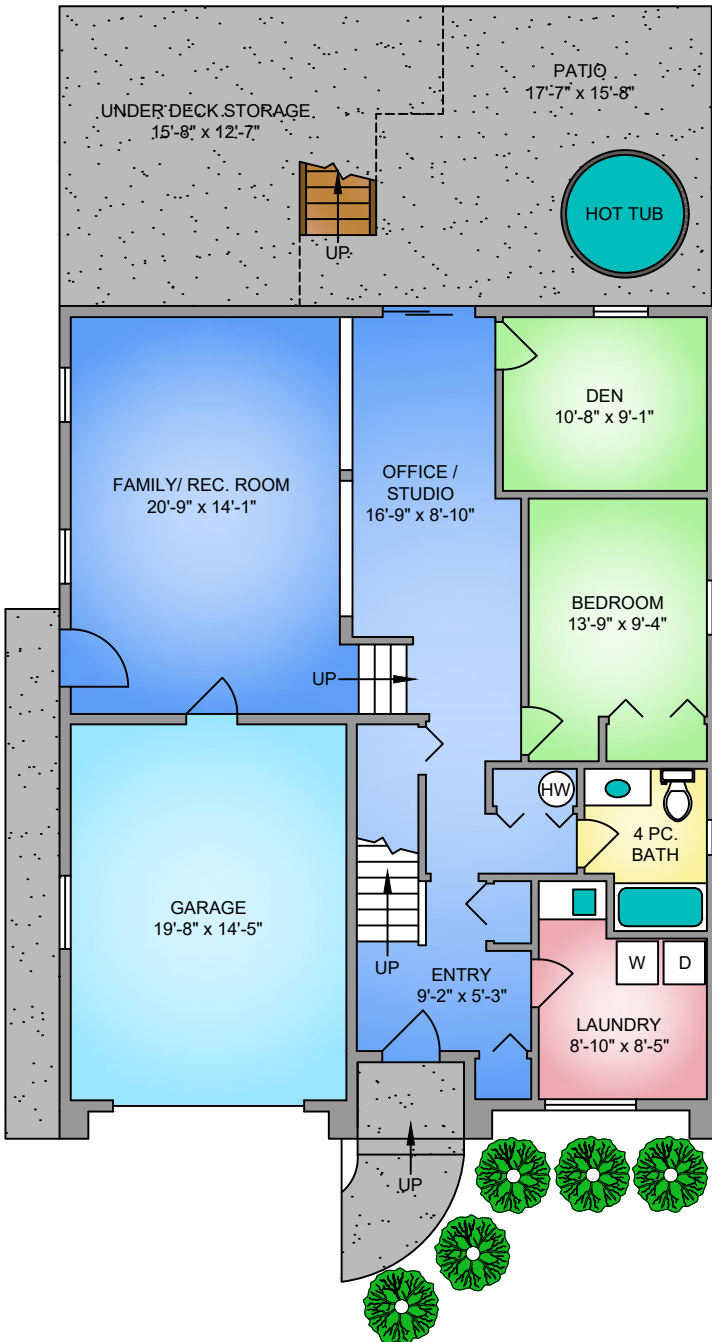 PATIO
17'-7" x 15'-8"
UNDER DECK STORAGE
15'-8" x 12'-7"
HOT TUB
UP
DEN
10'-8" x 9'-1"
FAMILY/ REC. ROOM
20'-9" x 14'-1"
OFFICE /
STUDIO
16'-9" x 8'-10"
BEDROOM
13'-9" x 9'-4"
UP
HW
4 PC.
BATH
GARAGE
19'-8" x 14'-5"
UP
ENTRY
9'-2" x 5'-3"
W
D
LAUNDRY
8'-10" x 8'-5"
UP